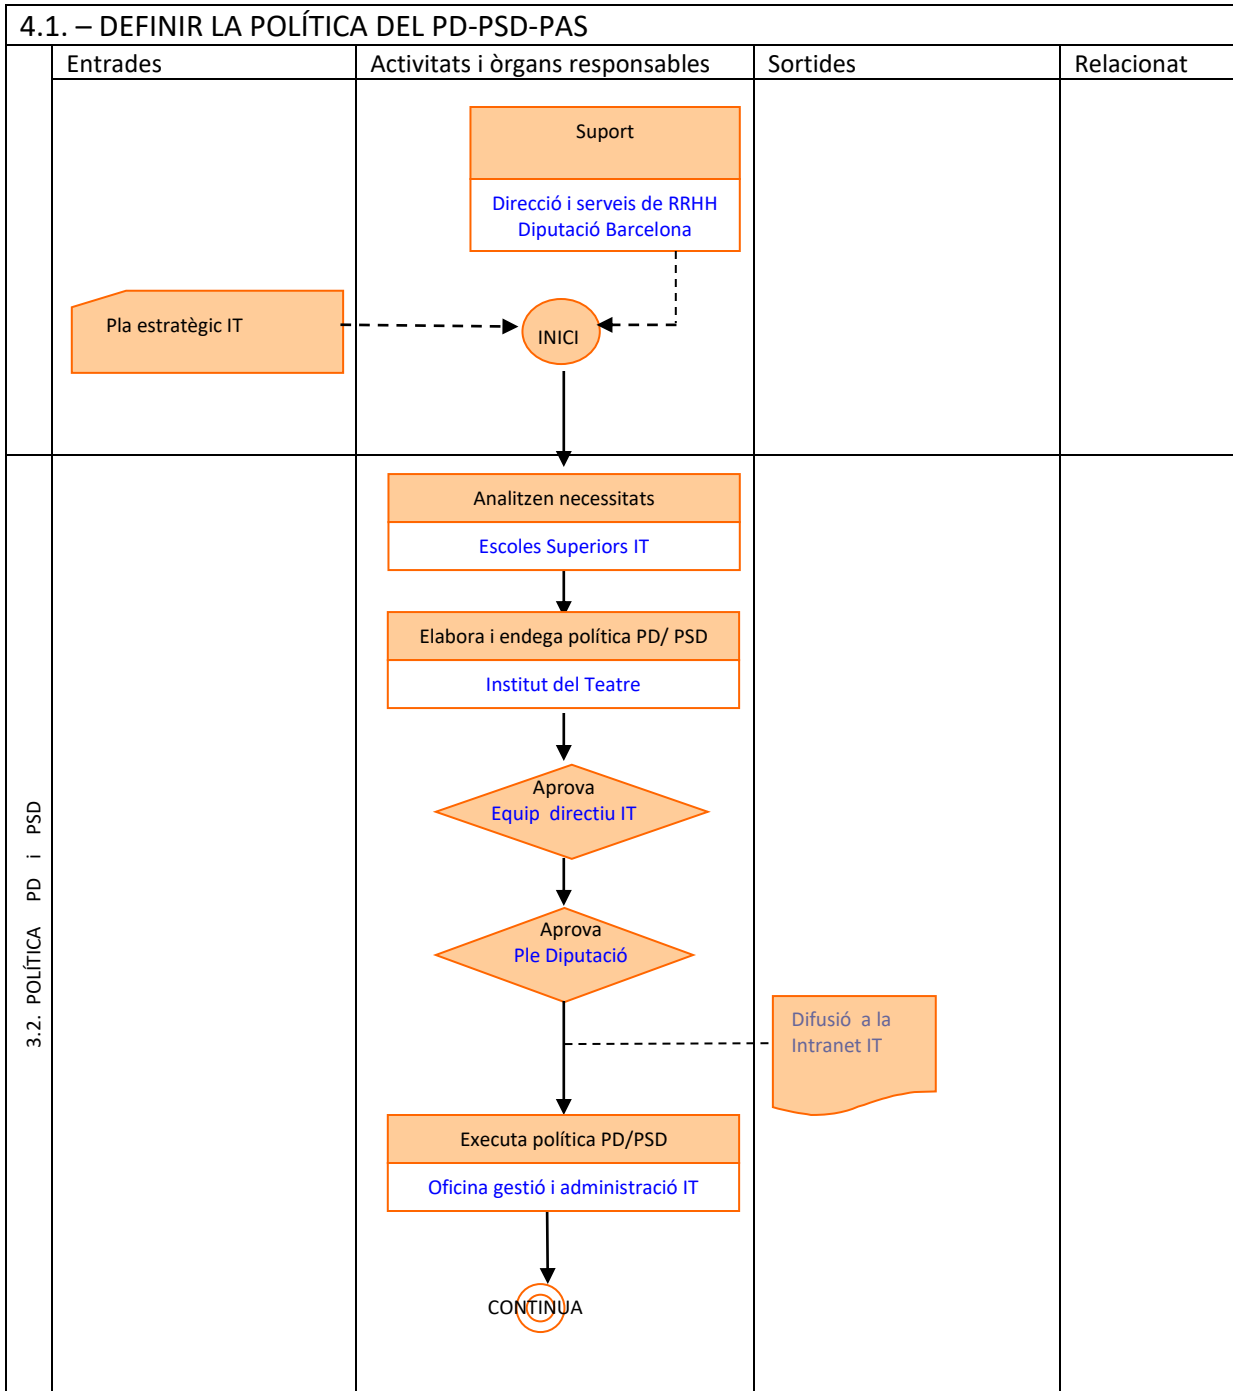 4.1. – DEFINIR LA POLÍTICA DEL PD-PSD-PAS
Entrades
Activitats i òrgans responsables
Sortides
Relacionat
Suport
Direcció i serveis de RRHH
Diputació Barcelona
Pla estratègic IT
INICI
3.2. POLÍTICA PD i PSD
Analitzen necessitats
Escoles Superiors IT
Elabora i endega política PD/ PSD
Institut del Teatre
Aprova
Equip directiu IT
Aprova
Ple Diputació
Difusió a la
Intranet IT
Executa política PD/PSD
Oficina gestió i administració IT
CONTINUA